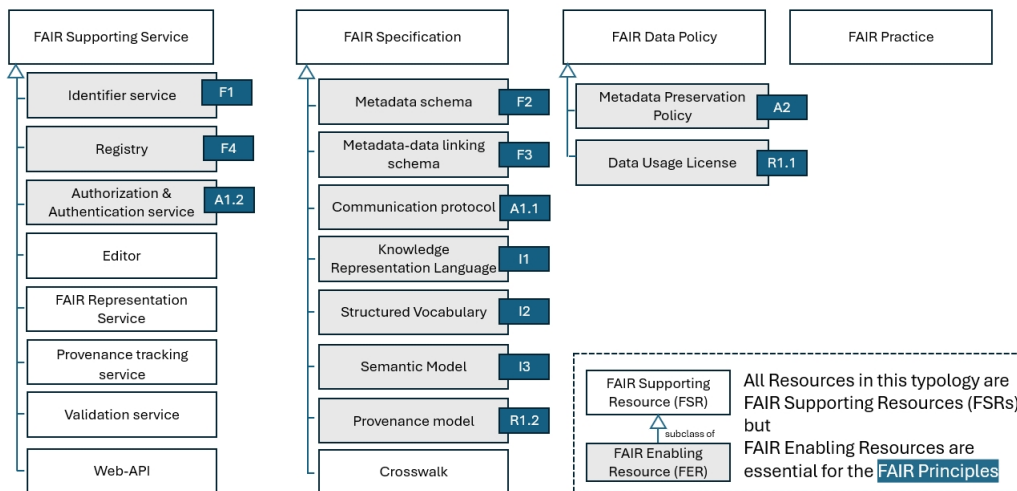 FAIR Supporting Service
Identifier service
F1
Registry
F4
Authorization &
Authentication service
A1.2
Editor
FAIR Representation
Service
Provenance tracking
service
Validation service
Web-API
FAIR Specification
Metadata schema
F2
Metadata-data linking
schema
F3
Communication protocol
A1.1
Knowledge
Representation Language
I1
Structured Vocabulary
I2
Semantic Model
I3
Provenance model
R1.2
Crosswalk
FAIR Data Policy
Metadata Preservation
Policy
A2
Data Usage License
R1.1
FAIR Practice
FAIR Supporting
Resource (FSR)
subclass of
FAIR Enabling
Resource (FER)
All Resources in this typology are
FAIR Supporting Resources (FSRs)
but
FAIR Enabling Resources are
essential for the FAIR Principles